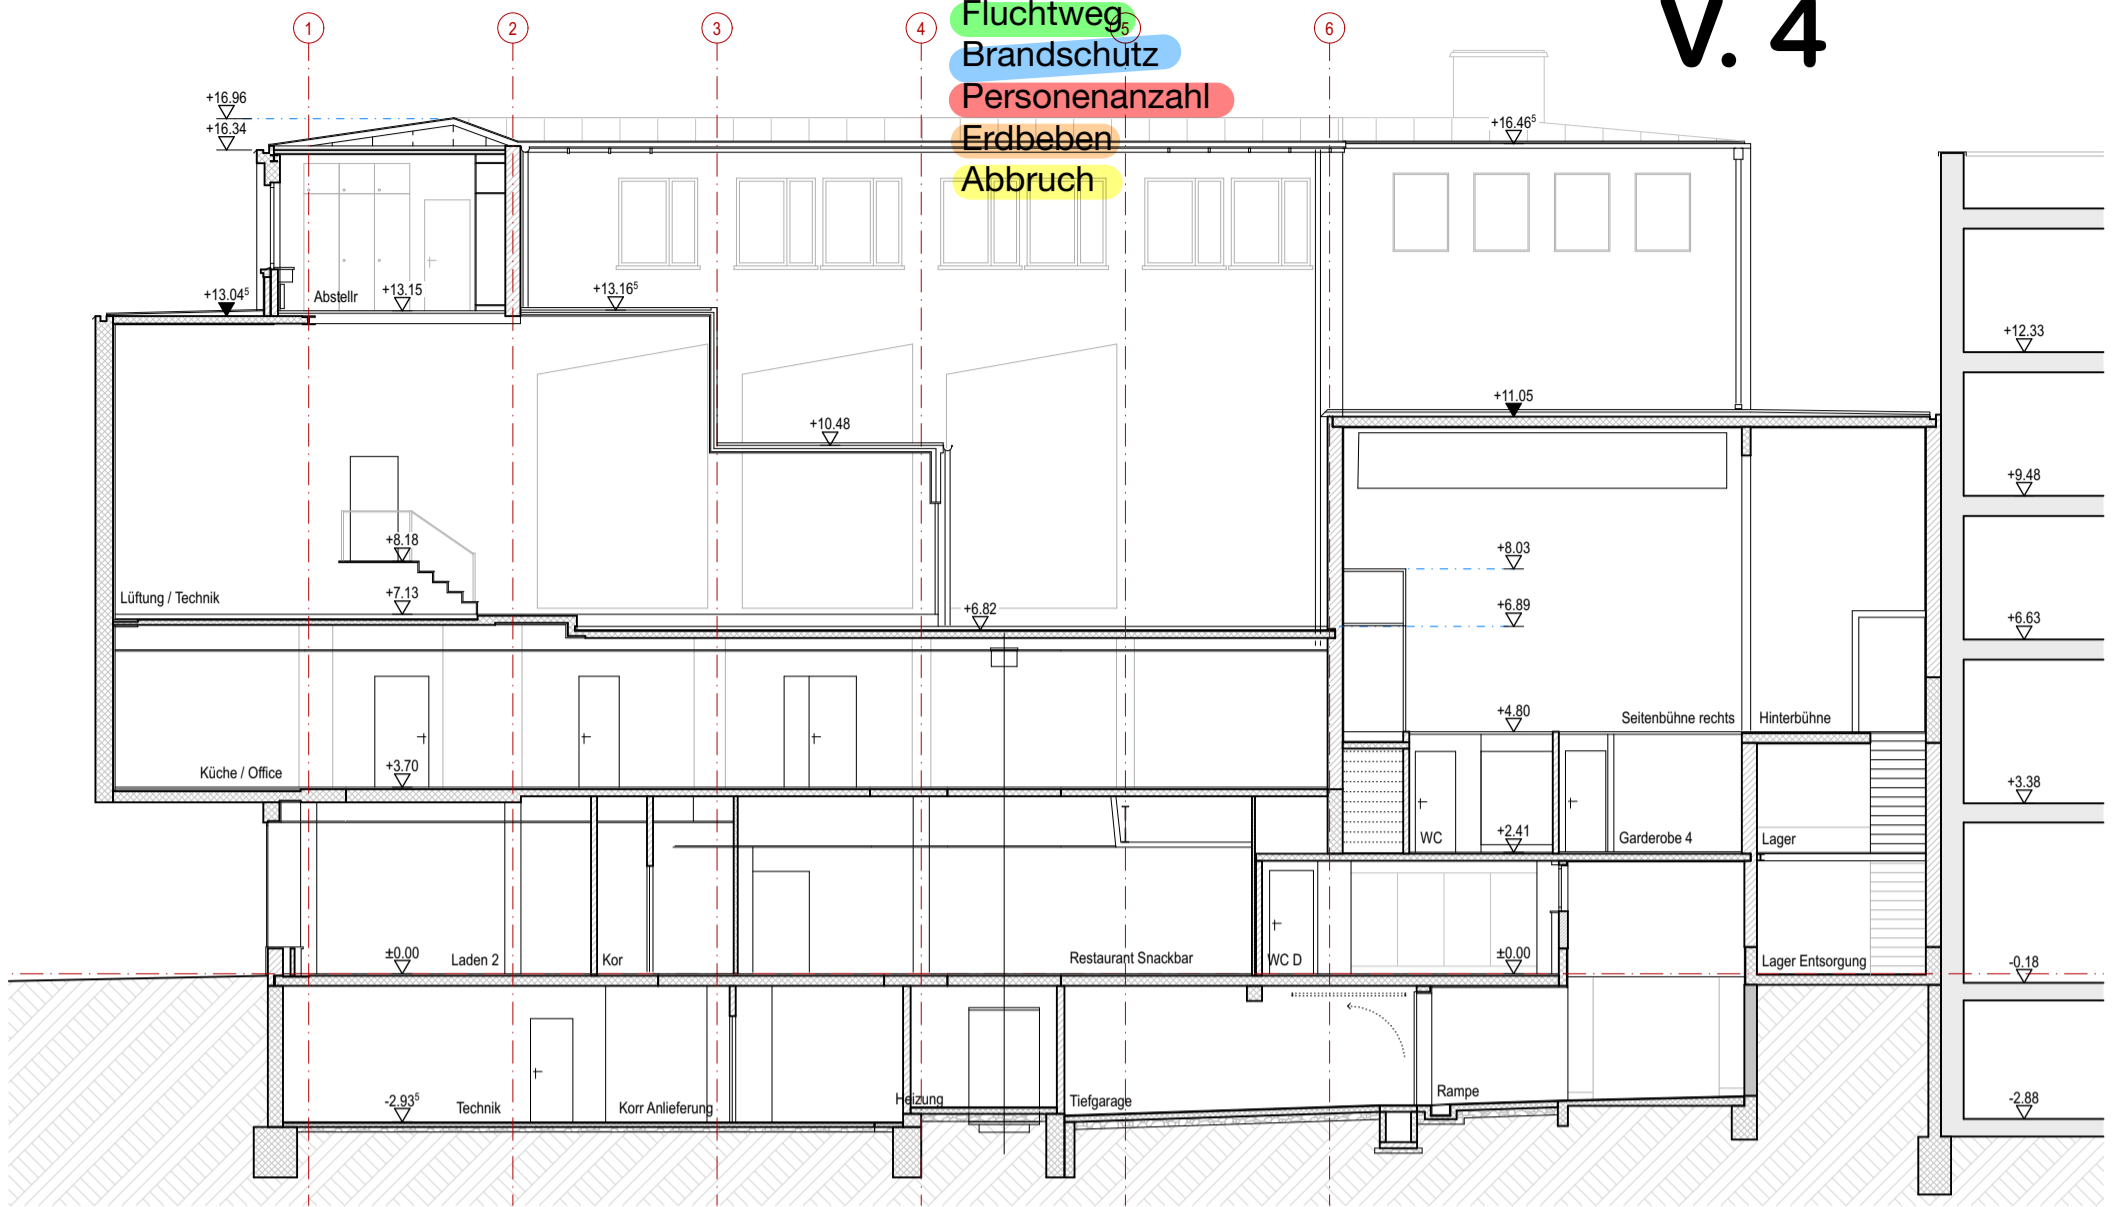 Fluchtweg
V. 4
1 2 3 4 5 6
Brandschutz
Personenanzahl
Erdbeben
Abbruch
+16.96
+16.34
+16.46⁵
+13.04⁵
Abstellr
+13.15
+13.16⁵
+12.33
+11.05
+10.48
+9.48
+8.18
+8.03
Lüftung / Technik
+7.13
+6.82
+6.89
+6.63
+4.80
Seitenbühne rechts
Hinterbühne
Küche / Office
+3.70
+3.38
WC
+2.41
Garderobe 4
Lager
±0.00
Laden 2
Kor
Restaurant Snackbar
WC D
±0.00
Lager Entsorgung
-0.18
-2.93⁵
Technik
Korr Anlieferung
Heizung
Tiefgarage
Rampe
-2.88